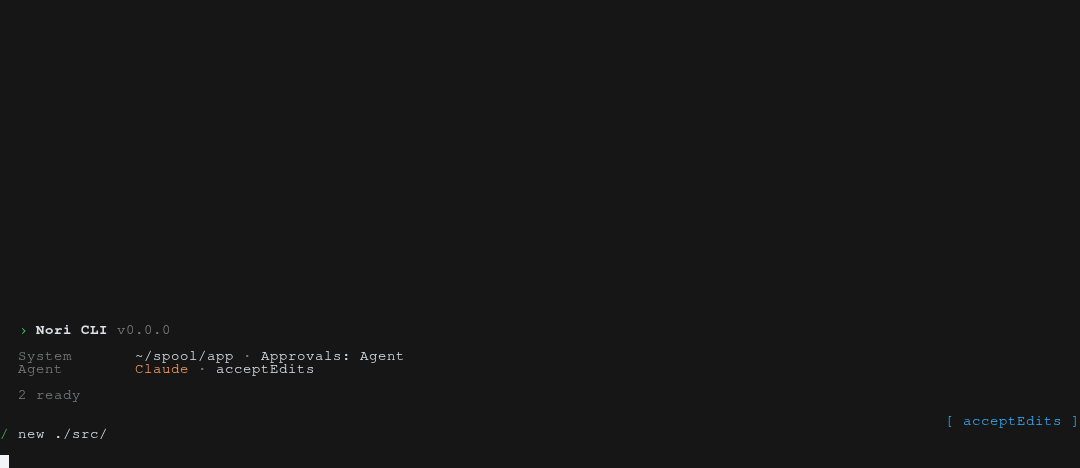 › Nori CLI v0.0.0
System ~/spool/app · Approvals: Agent
Agent Claude · acceptEdits
2 ready
[ acceptEdits ]
/ new ./src/